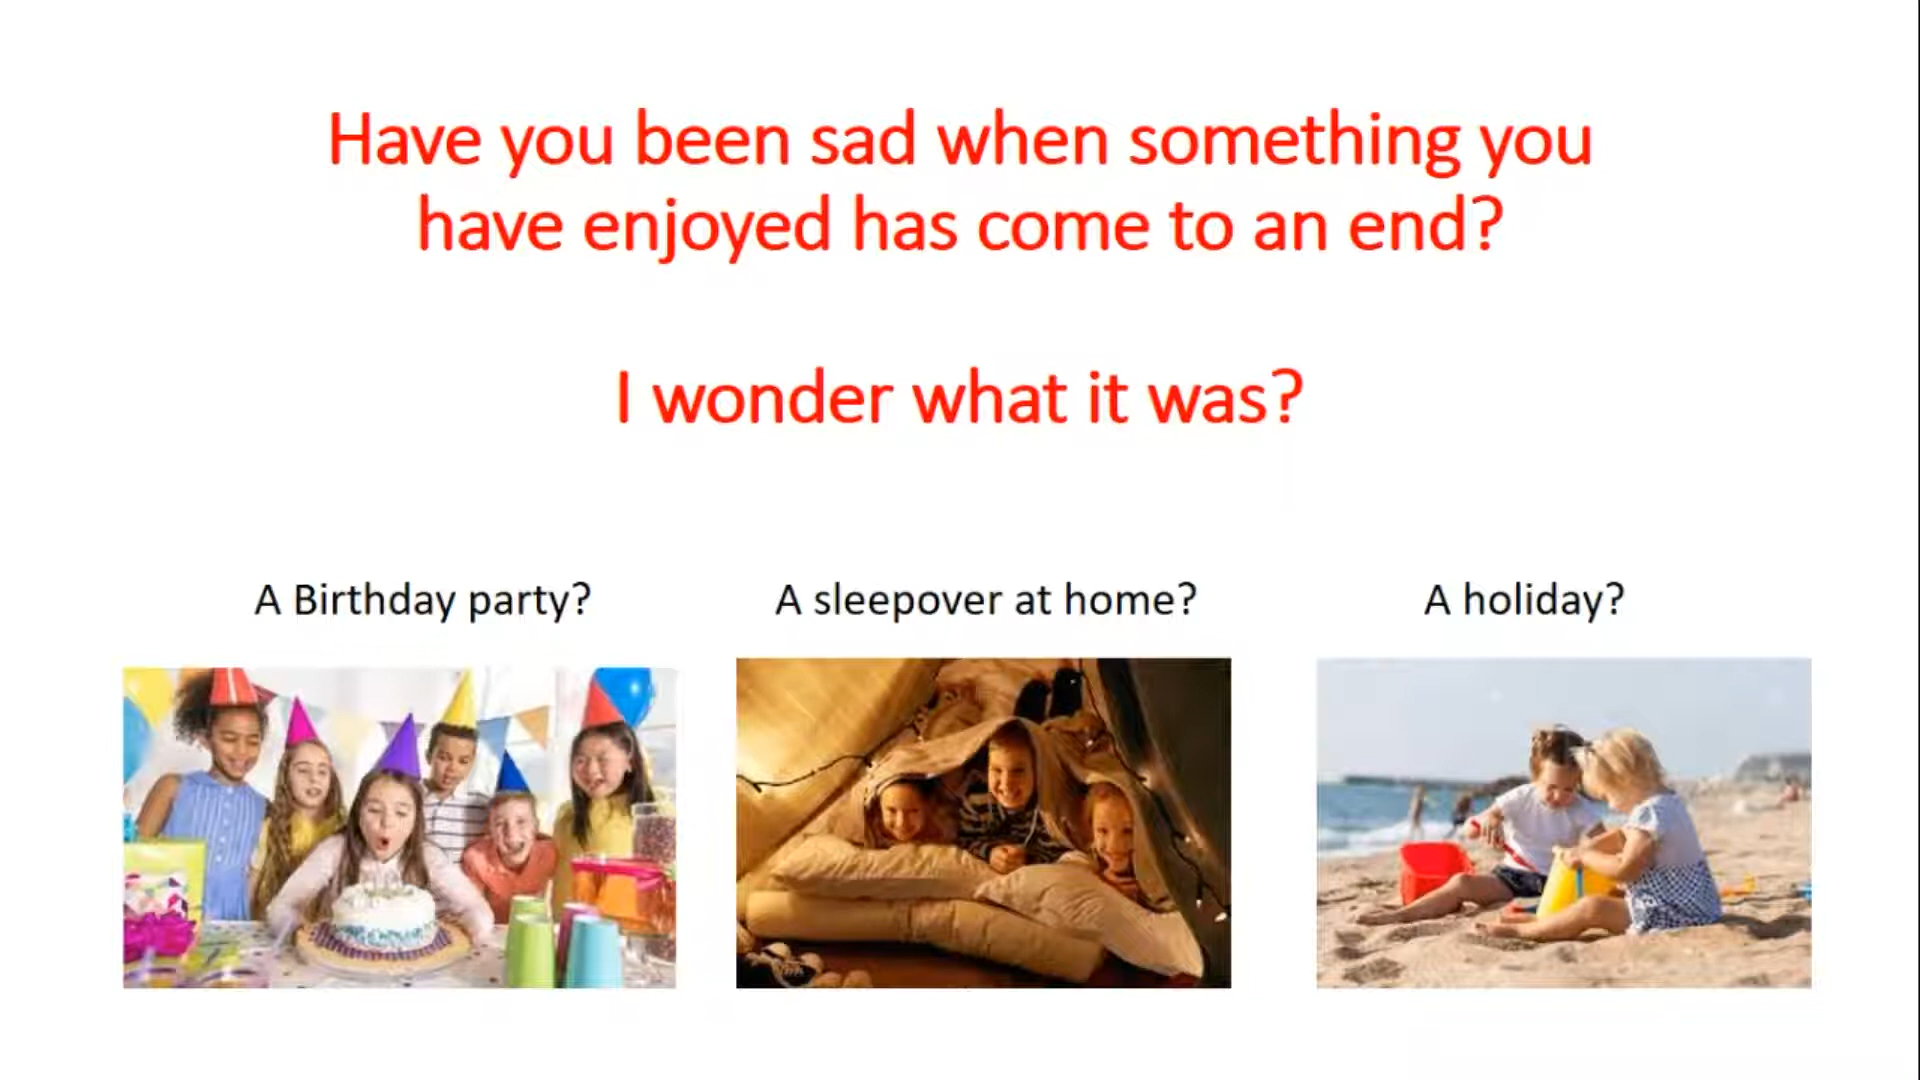 Have you been sad when something you
have enjoyed has come to an end?
I wonder what it was?
A Birthday party?
A sleepover at home?
A holiday?